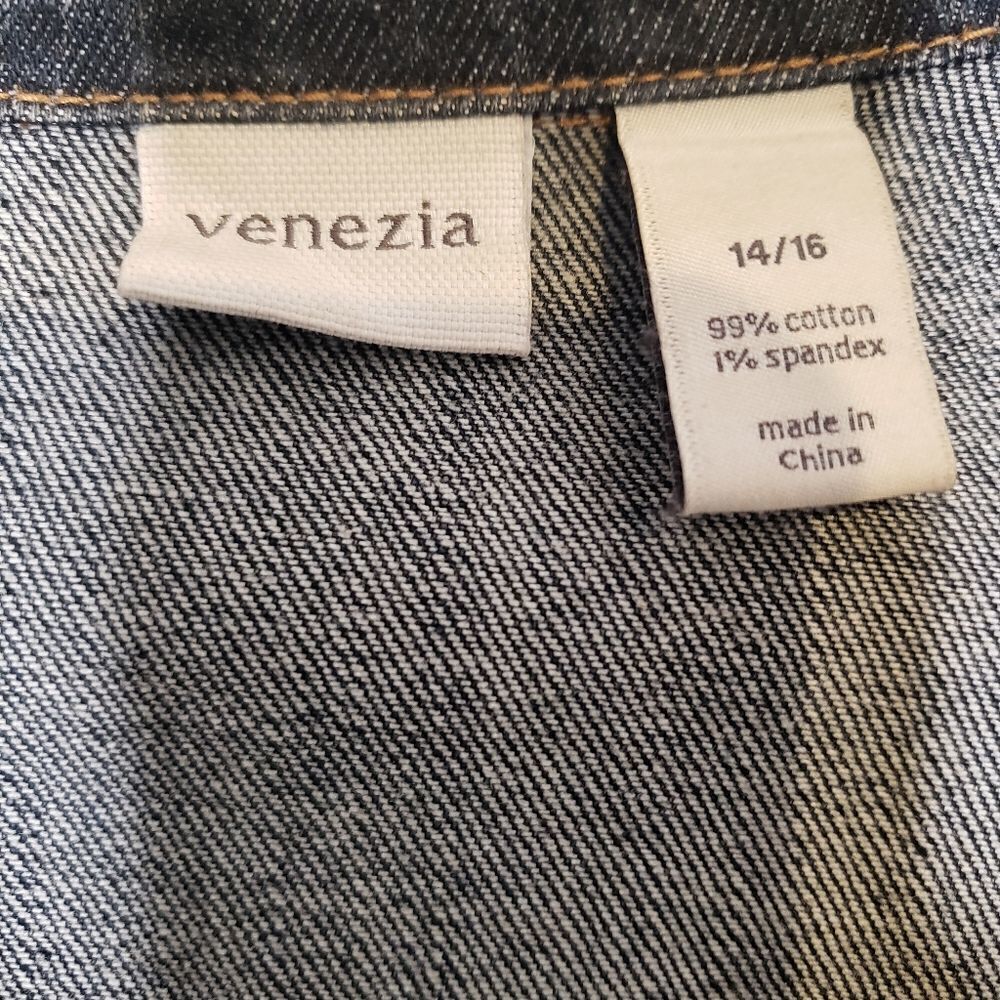 venezia
14/16
99% cotton
1% spandex
made in
China